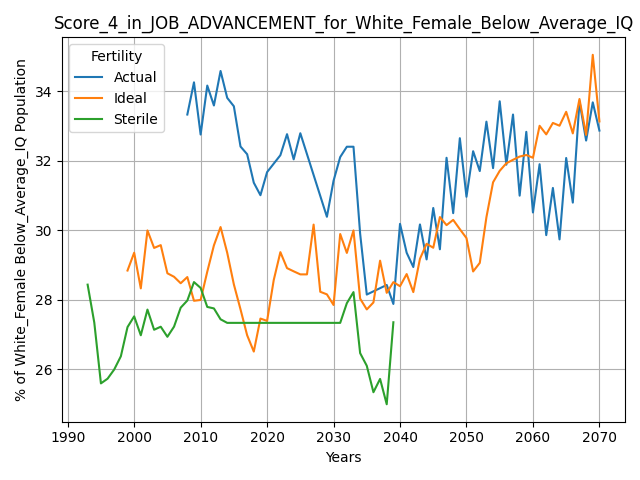 Score_4_in_JOB_ADVANCEMENT_for_White_Female_Below_Average_IQ
Fertility
Actual
Ideal
Sterile
% of White_Female Below_Average_IQ Population
34
32
30
28
26
1990 2000 2010 2020 2030 2040 2050 2060 2070
Years